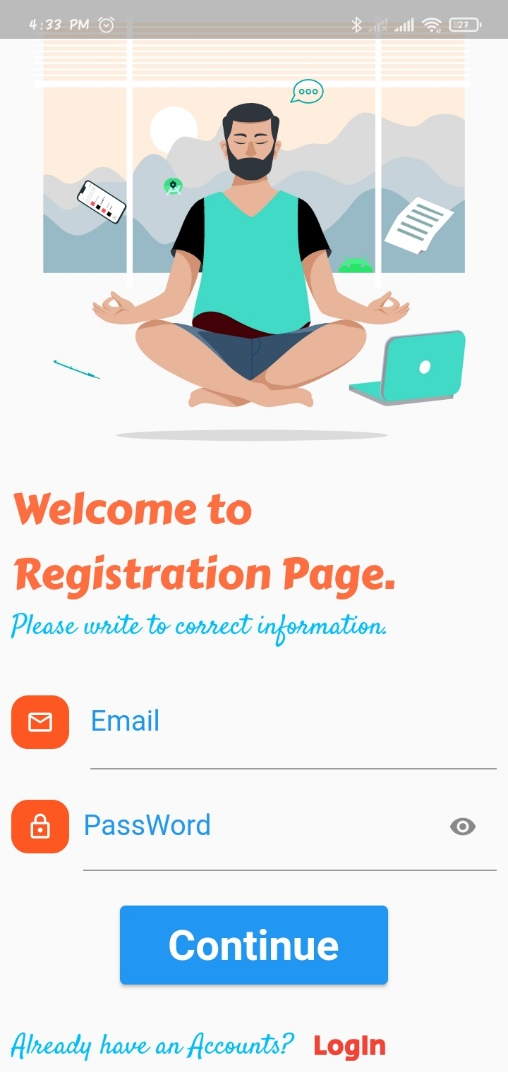 4:33 PM
27
Welcome to
Registration Page.
Please write to correct information.
Email
PassWord
Continue
Already have an Accounts? LogIn